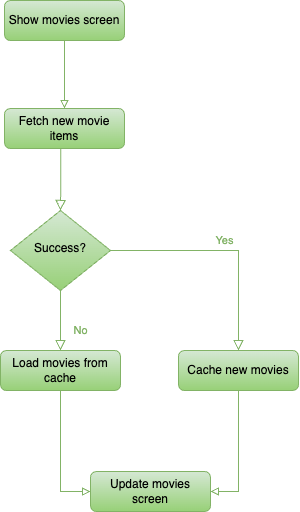 Show movies screen
Fetch new movie
items
Success?
Yes
No
Load movies from
cache
Cache new movies
Update movies
screen